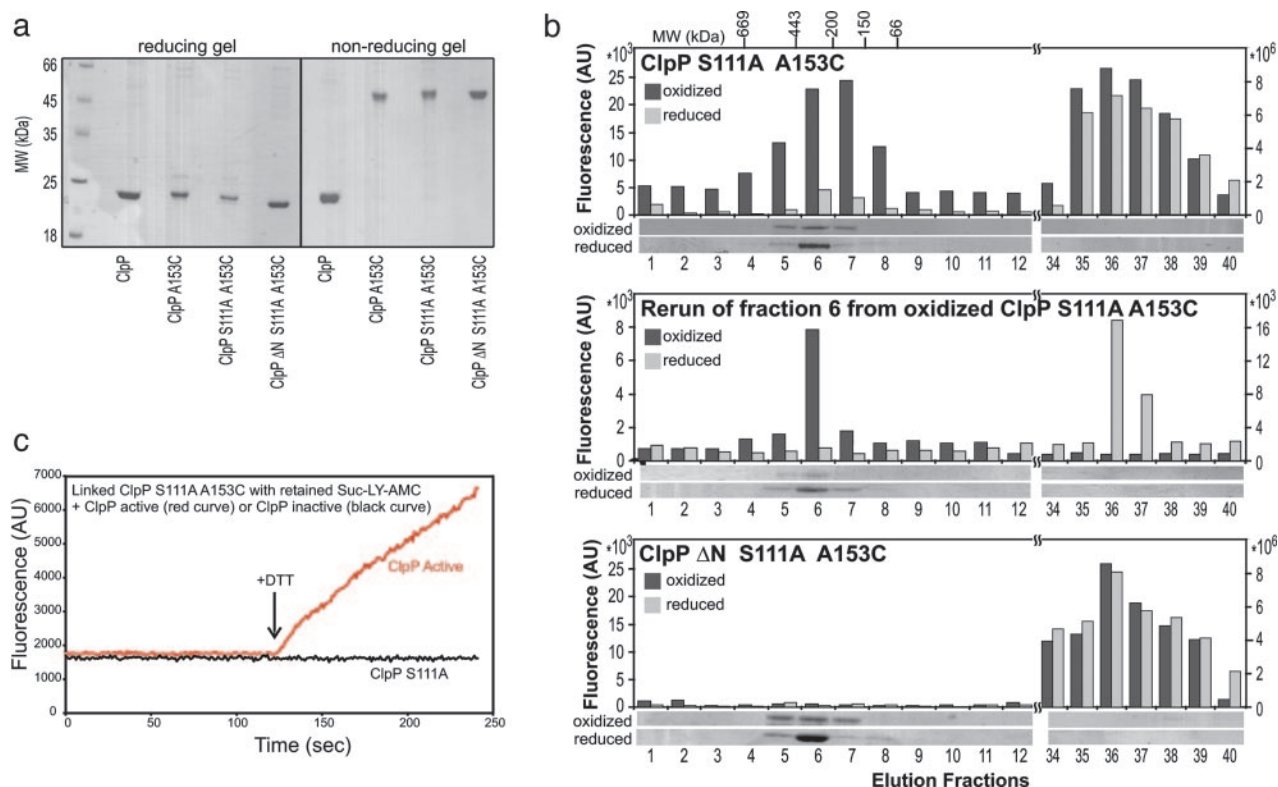 a
reducing gel
non-reducing gel
MW (kDa)
66
45
35
25
18
ClpP
ClpP A153C
ClpP S111A A153C
ClpP ΔN S111A A153C
ClpP
ClpP A153C
ClpP S111A A153C
ClpP ΔN S111A A153C
b
MW (kDa)
669
443
200
150
66
*10³
*10⁶
ClpP S111A A153C
oxidized
reduced
Fluorescence (AU)
25
20
15
10
5
0
8
6
4
2
0
oxidized
reduced
1 2 3 4 5 6 7 8 9 10 11 12 34 35 36 37 38 39 40
*10³
*10³
Rerun of fraction 6 from oxidized ClpP S111A A153C
oxidized
reduced
Fluorescence (AU)
8
6
4
2
0
16
12
8
4
0
oxidized
reduced
1 2 3 4 5 6 7 8 9 10 11 12 34 35 36 37 38 39 40
*10³
*10⁶
ClpP ΔN S111A A153C
oxidized
reduced
Fluorescence (AU)
25
20
15
10
5
0
8
6
4
2
0
oxidized
reduced
1 2 3 4 5 6 7 8 9 10 11 12 34 35 36 37 38 39 40
Elution Fractions
c
Fluorescence (AU)
7000
6000
5000
4000
3000
2000
1000
0
Linked ClpP S111A A153C with retained Suc-LY-AMC
+ ClpP active (red curve) or ClpP inactive (black curve)
+DTT
ClpP Active
ClpP S111A
0 50 100 150 200 250
Time (sec)